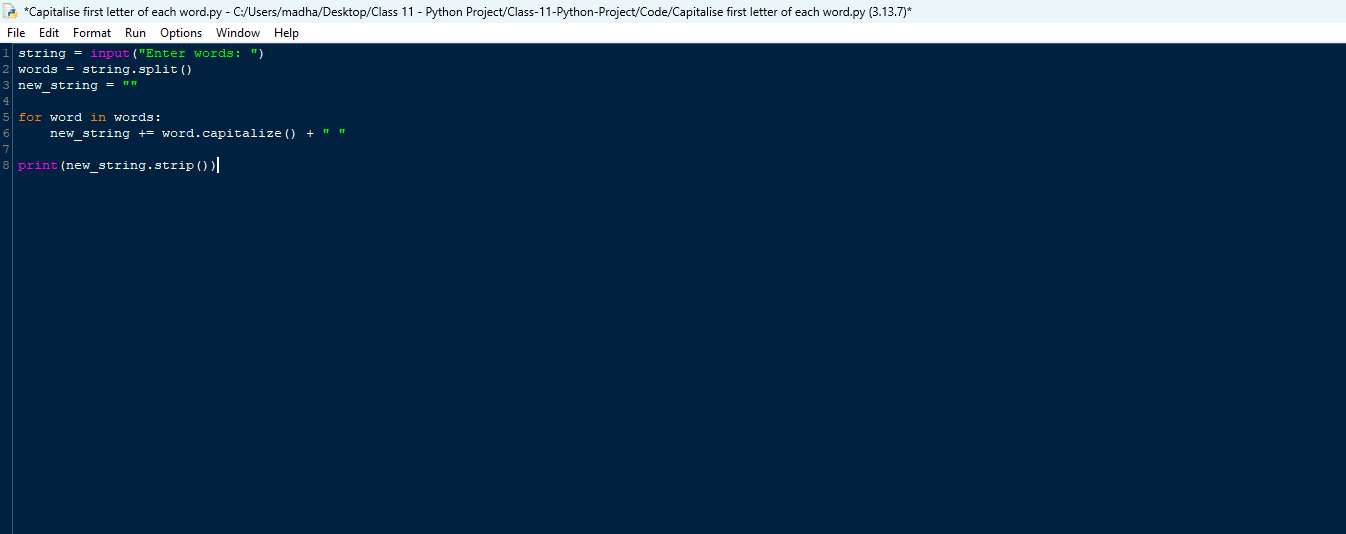 *Capitalise first letter of each word.py - C:/Users/madha/Desktop/Class 11 - Python Project/Class-11-Python-Project/Code/Capitalise first letter of each word.py (3.13.7)*
File Edit Format Run Options Window Help
1 string = input("Enter words: ")
2 words = string.split()
3 new_string = ""
4
5 for word in words:
6     new_string += word.capitalize() + " "
7
8 print(new_string.strip())